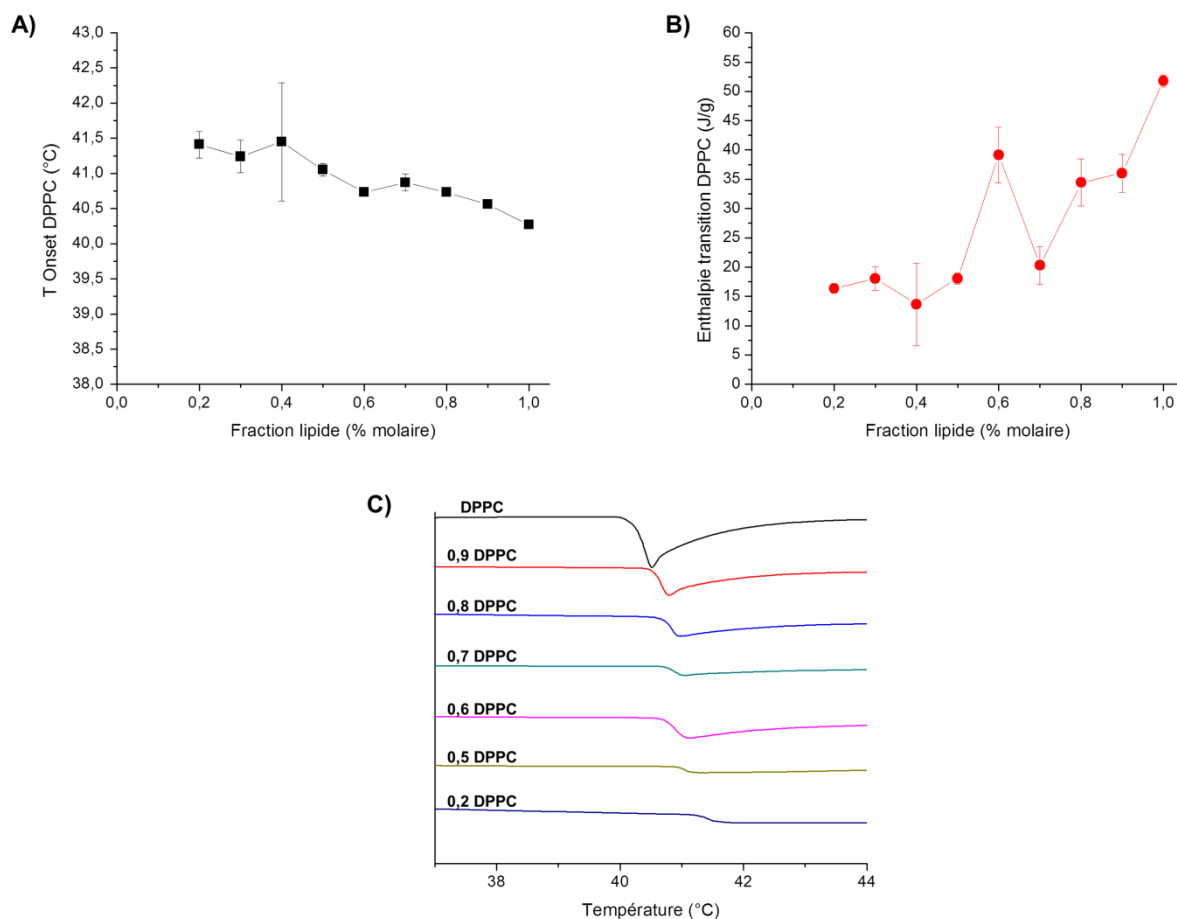 A)
T Onset DPPC (°C)
43,0
42,5
42,0
41,5
41,0
40,5
40,0
39,5
39,0
38,5
38,0
0,0 0,2 0,4 0,6 0,8 1,0
Fraction lipide (% molaire)
B)
Enthalpie transition DPPC (J/g)
60
55
50
45
40
35
30
25
20
15
10
5
0
0,0 0,2 0,4 0,6 0,8 1,0
Fraction lipide (% molaire)
C)
DPPC
0,9 DPPC
0,8 DPPC
0,7 DPPC
0,6 DPPC
0,5 DPPC
0,2 DPPC
38 40 42 44
Température (°C)